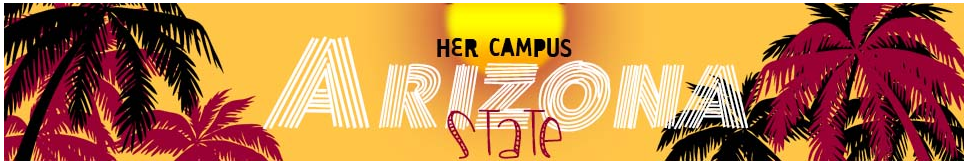 HER CAMPUS
ARIZONA
STaTe